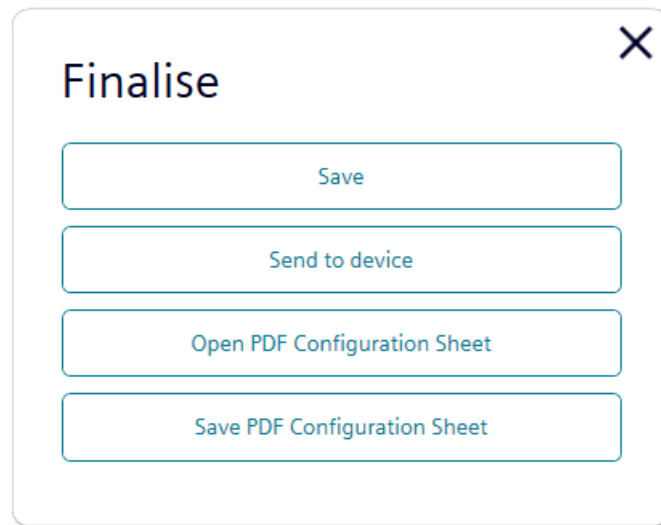 Finalise
Save
Send to device
Open PDF Configuration Sheet
Save PDF Configuration Sheet